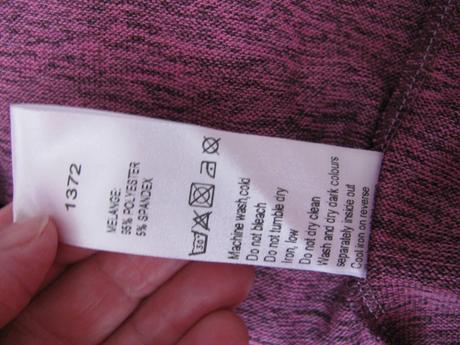 1372
MELANGE:
95% POLYESTER
5% SPANDEX
30°
Machine wash,cold
Do not bleach
Do not tumble dry
Iron, low
Do not dry clean
Wash and dry dark colours
separately inside out
Cool iron on reverse